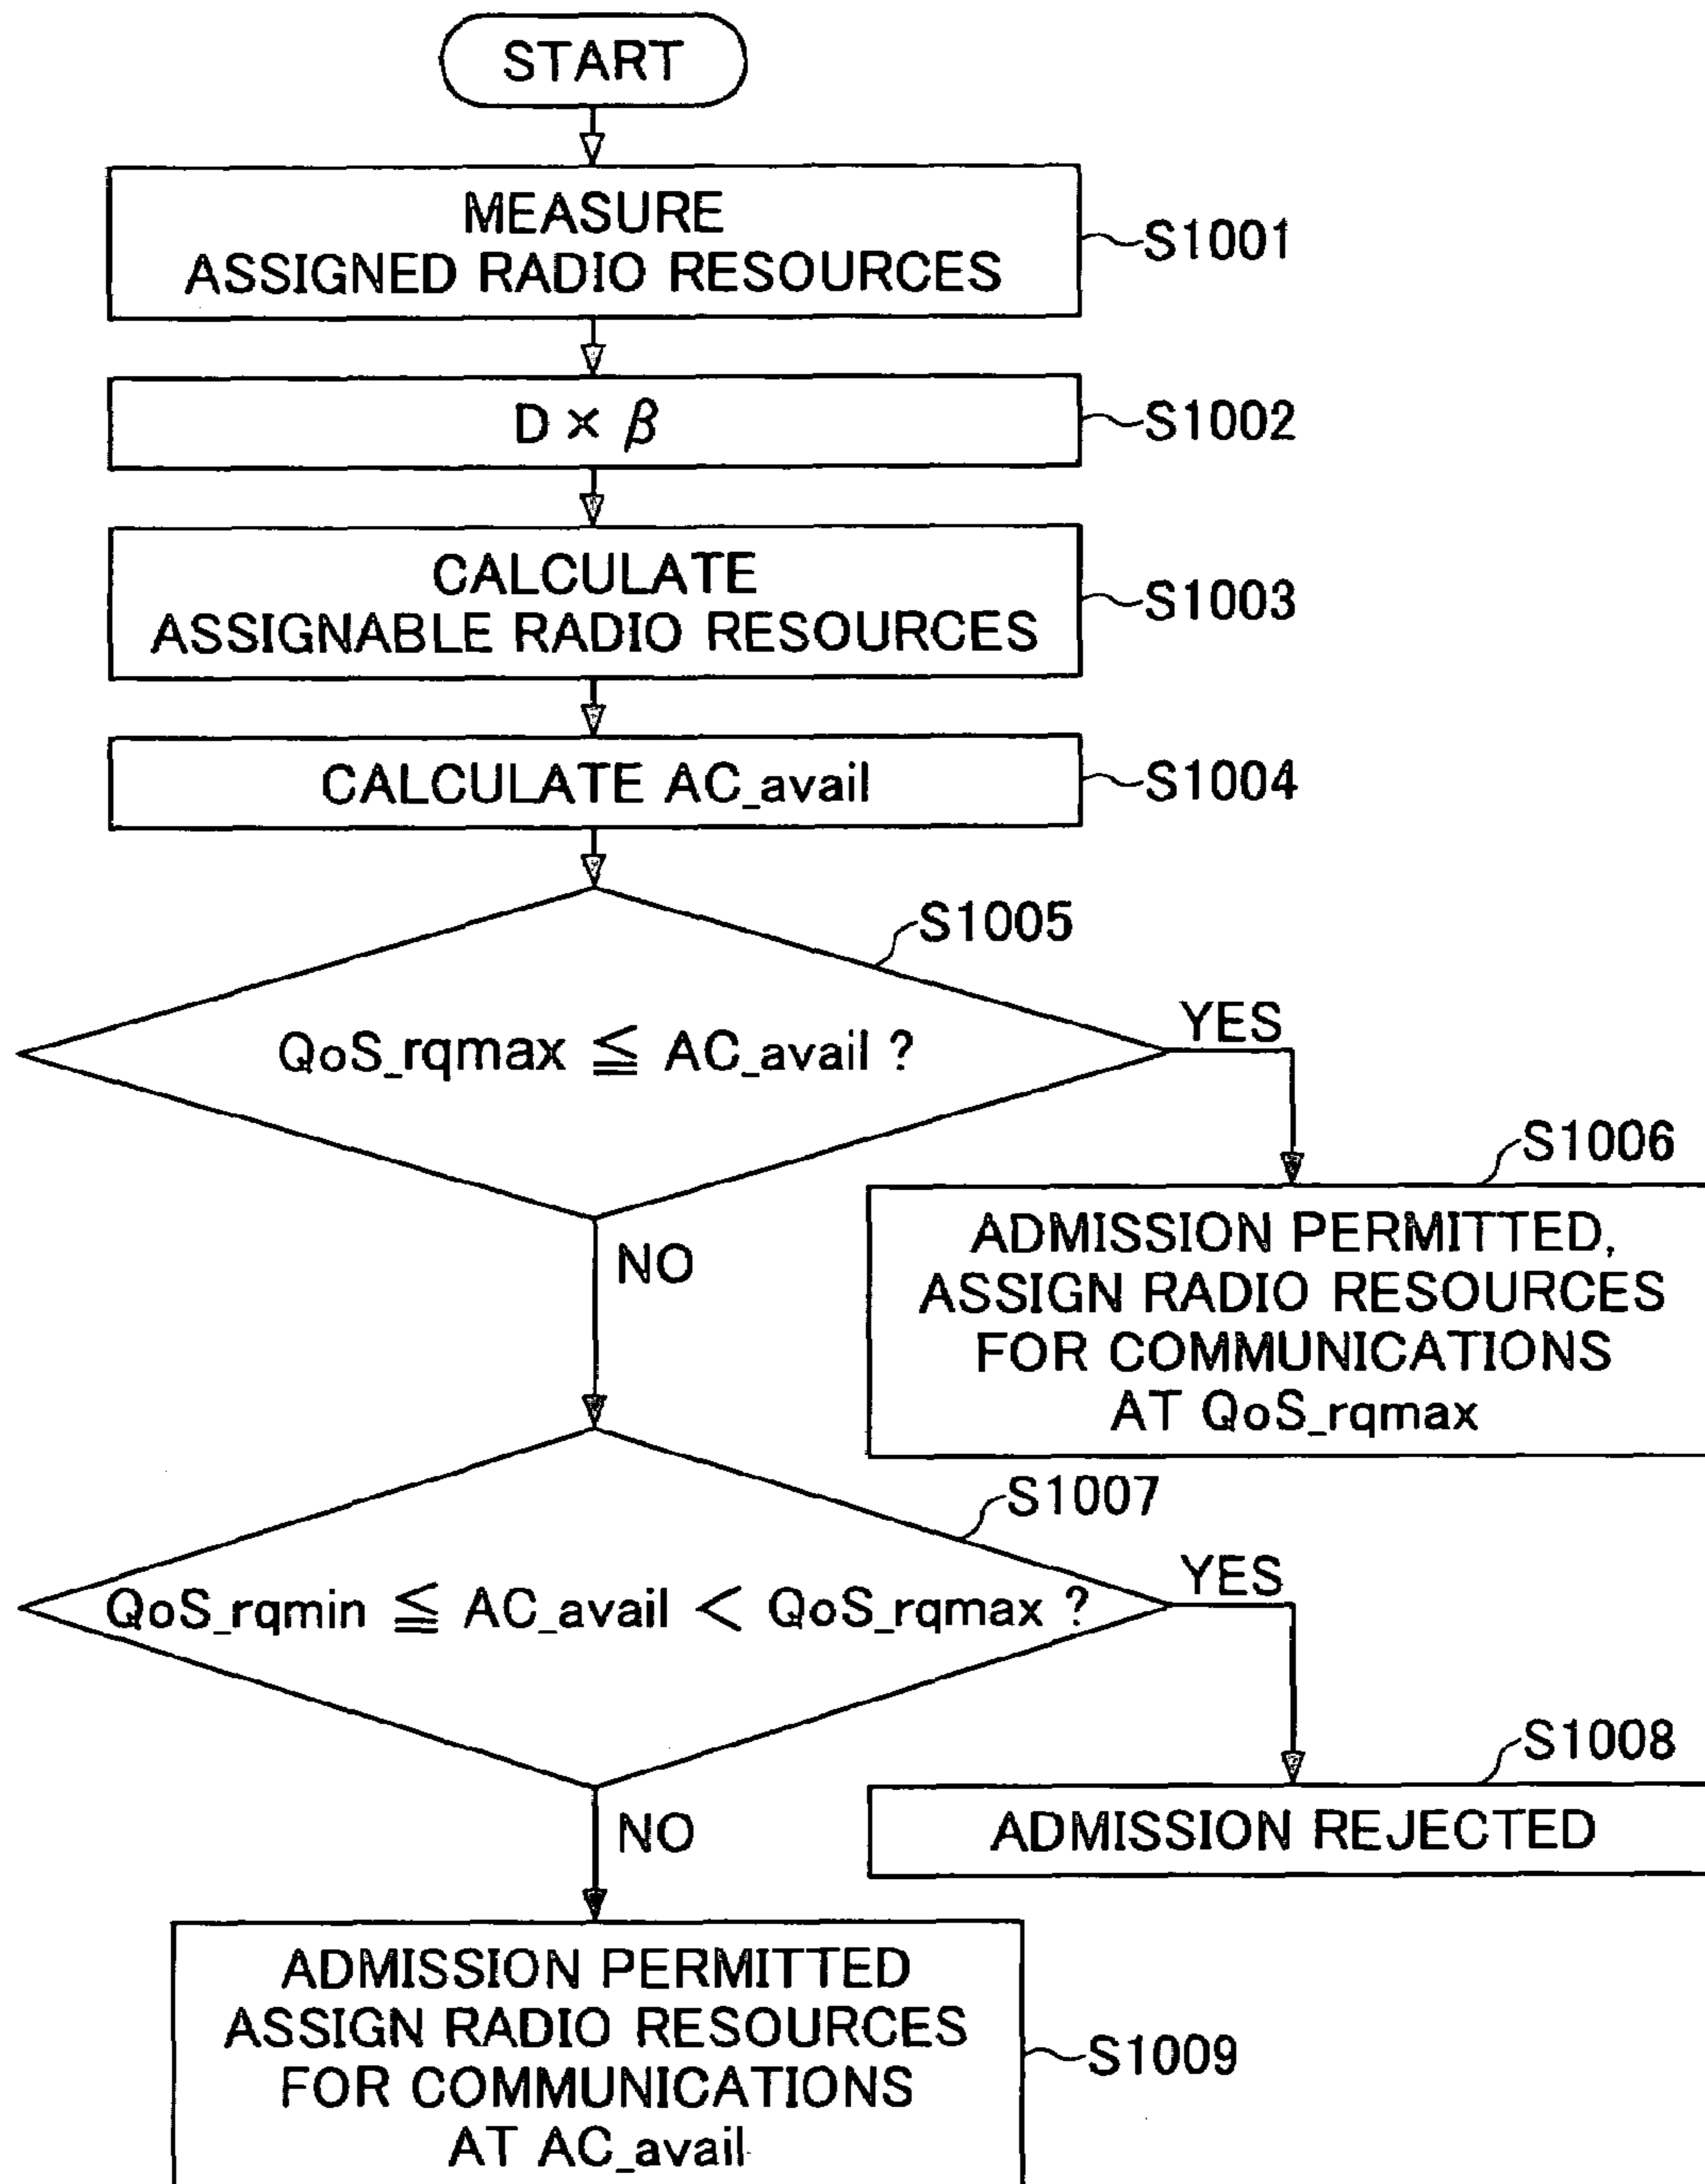 START
MEASURE
ASSIGNED RADIO RESOURCES
S1001
D × β
S1002
CALCULATE
ASSIGNABLE RADIO RESOURCES
S1003
CALCULATE AC_avail
S1004
S1005
QoS_rqmax ≦ AC_avail ?
YES
S1006
ADMISSION PERMITTED,
ASSIGN RADIO RESOURCES
FOR COMMUNICATIONS
AT QoS_rqmax
NO
S1007
QoS_rqmin ≦ AC_avail < QoS_rqmax ?
YES
S1008
ADMISSION REJECTED
NO
ADMISSION PERMITTED
ASSIGN RADIO RESOURCES
FOR COMMUNICATIONS
AT AC_avail
S1009